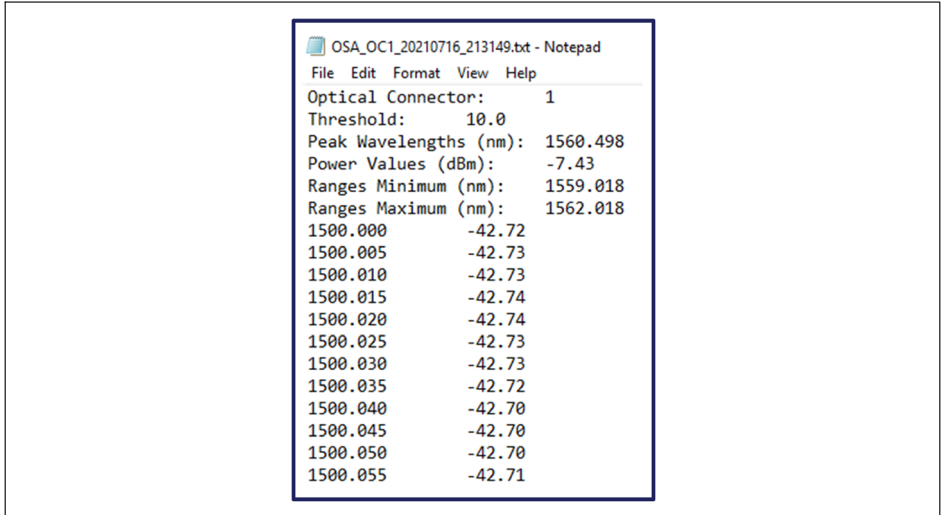 OSA_OC1_20210716_213149.txt - Notepad
File Edit Format View Help
Optical Connector: 1
Threshold: 10.0
Peak Wavelengths (nm): 1560.498
Power Values (dBm): -7.43
Ranges Minimum (nm): 1559.018
Ranges Maximum (nm): 1562.018
1500.000 -42.72
1500.005 -42.73
1500.010 -42.73
1500.015 -42.74
1500.020 -42.74
1500.025 -42.73
1500.030 -42.73
1500.035 -42.72
1500.040 -42.70
1500.045 -42.70
1500.050 -42.70
1500.055 -42.71